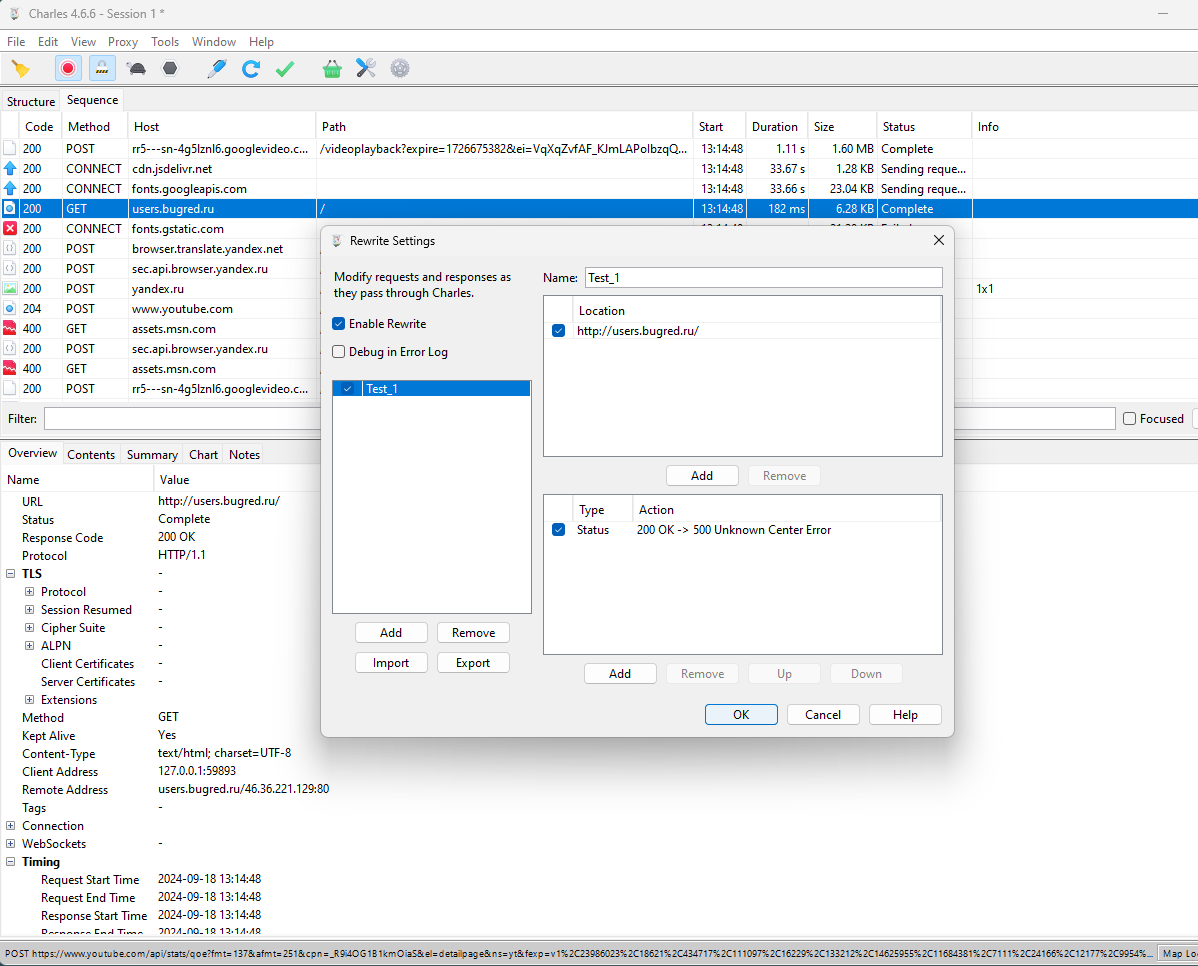 Charles 4.6.6 - Session 1 *
File Edit View Proxy Tools Window Help
Structure Sequence
Code Method Host Path Start Duration Size Status Info
200 POST rr5---sn-4g5lznl6.googlevideo.c... /videoplayback?expire=1726675382&ei=VqXqZvfAF_KJmLAPoIbzqQ... 13:14:48 1.11 s 1.60 MB Complete
200 CONNECT cdn.jsdelivr.net 13:14:48 33.67 s 1.28 KB Sending reque...
200 CONNECT fonts.googleapis.com 13:14:48 33.66 s 23.04 KB Sending reque...
200 GET users.bugred.ru / 13:14:48 182 ms 6.28 KB Complete
200 CONNECT fonts.gstatic.com
200 POST browser.translate.yandex.net
200 POST sec.api.browser.yandex.ru
200 POST yandex.ru 1x1
204 POST www.youtube.com
400 GET assets.msn.com
200 POST sec.api.browser.yandex.ru
400 GET assets.msn.com
200 POST rr5---sn-4g5lznl6.googlevideo.c...
Filter: Focused
Rewrite Settings
Modify requests and responses as
they pass through Charles.
Enable Rewrite
Debug in Error Log
Test_1
Add Remove
Import Export
Name: Test_1
Location
http://users.bugred.ru/
Add Remove
Type Action
Status 200 OK -> 500 Unknown Center Error
Add Remove Up Down
OK Cancel Help
Overview Contents Summary Chart Notes
Name Value
URL http://users.bugred.ru/
Status Complete
Response Code 200 OK
Protocol HTTP/1.1
TLS -
Protocol -
Session Resumed -
Cipher Suite -
ALPN -
Client Certificates -
Server Certificates -
Extensions
Method GET
Kept Alive Yes
Content-Type text/html; charset=UTF-8
Client Address 127.0.0.1:59893
Remote Address users.bugred.ru/46.36.221.129:80
Tags -
Connection
WebSockets -
Timing
Request Start Time 2024-09-18 13:14:48
Request End Time 2024-09-18 13:14:48
Response Start Time 2024-09-18 13:14:48
Response End Time 2024-09-18 13:14:48
POST https://www.youtube.com/api/stats/qoe?fmt=137&afmt=251&cpn=_R9i4OG1B1kmOiaS&el=detailpage&ns=yt&fexp=v1%2C23986023%2C18621%2C434717%2C111097%2C16229%2C133212%2C14625955%2C11684381%2C7111%2C24166%2C12177%2C9954%... Map Lo